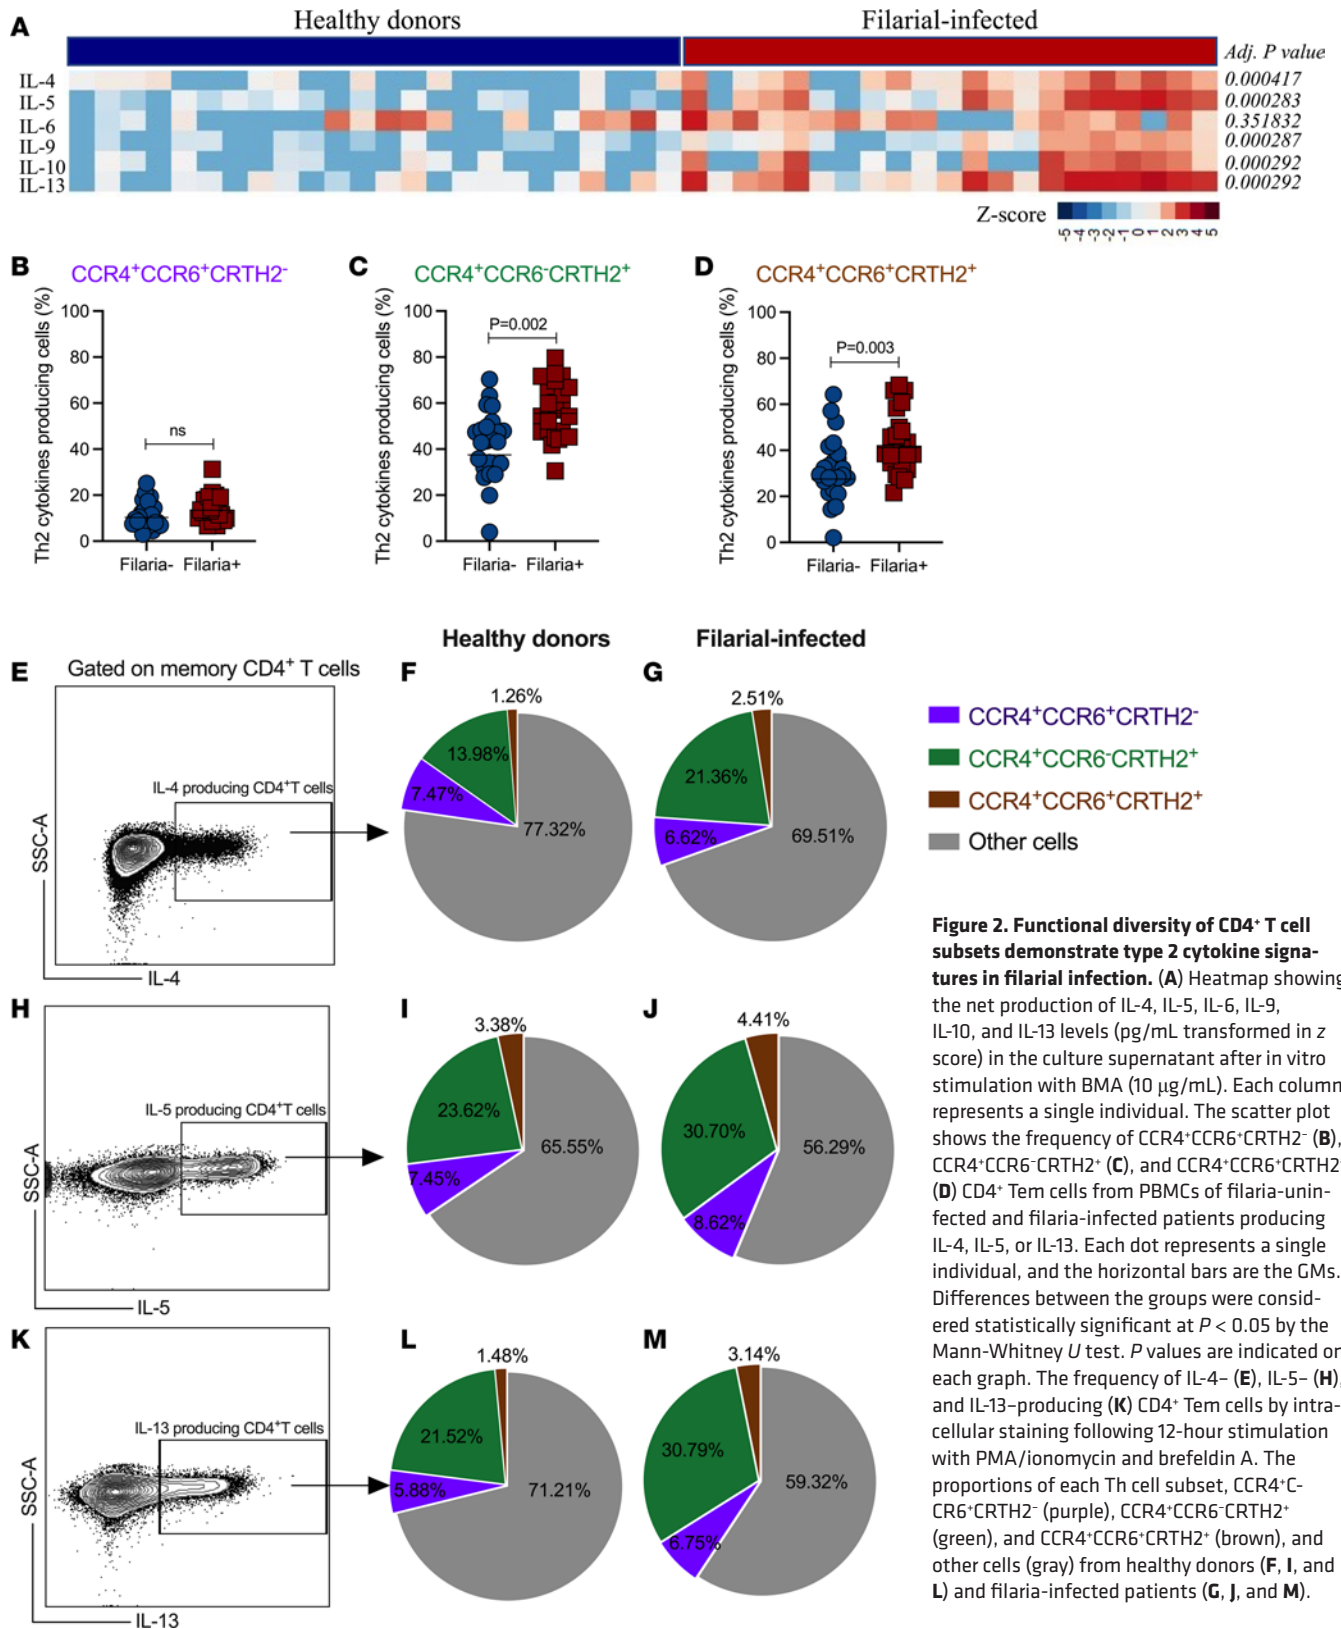 A
Healthy donors
Filarial-infected
Adj. P value
IL-4
0.000417
IL-5
0.000283
IL-6
0.351832
IL-9
0.000287
IL-10
0.000292
IL-13
0.000292
Z-score
-5 -4 -3 -2 -1 0 1 2 3 4 5
B
CCR4⁺CCR6⁺CRTH2⁻
Th2 cytokines producing cells (%)
100
80
60
40
20
0
ns
Filaria- Filaria+
C
CCR4⁺CCR6⁻CRTH2⁺
Th2 cytokines producing cells (%)
100
80
60
40
20
0
P=0.002
Filaria- Filaria+
D
CCR4⁺CCR6⁺CRTH2⁺
Th2 cytokines producing cells (%)
100
80
60
40
20
0
P=0.003
Filaria- Filaria+
Healthy donors
Filarial-infected
E
Gated on memory CD4⁺ T cells
IL-4 producing CD4⁺T cells
SSC-A
IL-4
F
1.26%
13.98%
7.47%
77.32%
G
2.51%
21.36%
6.62%
69.51%
CCR4⁺CCR6⁺CRTH2⁻
CCR4⁺CCR6⁻CRTH2⁺
CCR4⁺CCR6⁺CRTH2⁺
Other cells
H
IL-5 producing CD4⁺T cells
SSC-A
IL-5
I
3.38%
23.62%
7.45%
65.55%
J
4.41%
30.70%
8.62%
56.29%
K
IL-13 producing CD4⁺T cells
SSC-A
IL-13
L
1.48%
21.52%
5.88%
71.21%
M
3.14%
30.79%
6.75%
59.32%
Figure 2. Functional diversity of CD4⁺ T cell
subsets demonstrate type 2 cytokine signa-
tures in filarial infection. (A) Heatmap showing
the net production of IL-4, IL-5, IL-6, IL-9,
IL-10, and IL-13 levels (pg/mL transformed in z
score) in the culture supernatant after in vitro
stimulation with BMA (10 μg/mL). Each column
represents a single individual. The scatter plot
shows the frequency of CCR4⁺CCR6⁺CRTH2⁻ (B),
CCR4⁺CCR6⁻CRTH2⁺ (C), and CCR4⁺CCR6⁺CRTH2
(D) CD4⁺ Tem cells from PBMCs of filaria-unin-
fected and filaria-infected patients producing
IL-4, IL-5, or IL-13. Each dot represents a single
individual, and the horizontal bars are the GMs.
Differences between the groups were consid-
ered statistically significant at P < 0.05 by the
Mann-Whitney U test. P values are indicated on
each graph. The frequency of IL-4– (E), IL-5– (H),
and IL-13–producing (K) CD4⁺ Tem cells by intra-
cellular staining following 12-hour stimulation
with PMA/ionomycin and brefeldin A. The
proportions of each Th cell subset, CCR4⁺C-
CR6⁺CRTH2⁻ (purple), CCR4⁺CCR6⁻CRTH2⁺
(green), and CCR4⁺CCR6⁺CRTH2⁺ (brown), and
other cells (gray) from healthy donors (F, I, and
L) and filaria-infected patients (G, J, and M).